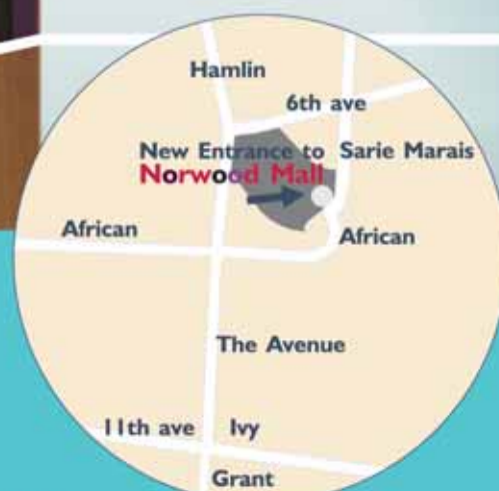 Hamlin
6th ave
New Entrance to Sarie Marais
Norwood Mall
African
African
The Avenue
11th ave Ivy
Grant